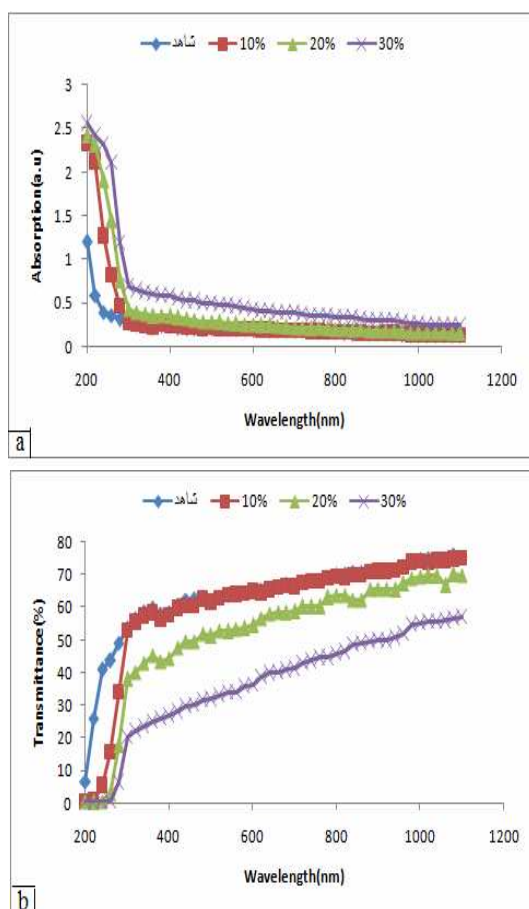 شاهد 10% 20% 30%
3
2.5
2
1.5
1
0.5
0
Absorption(a.u)
200 400 600 800 1000 1200
Wavelength(nm)
a
شاهد 10% 20% 30%
80
70
60
50
40
30
20
10
0
Transmittance(%)
200 400 600 800 1000 1200
Wavelength(nm)
b